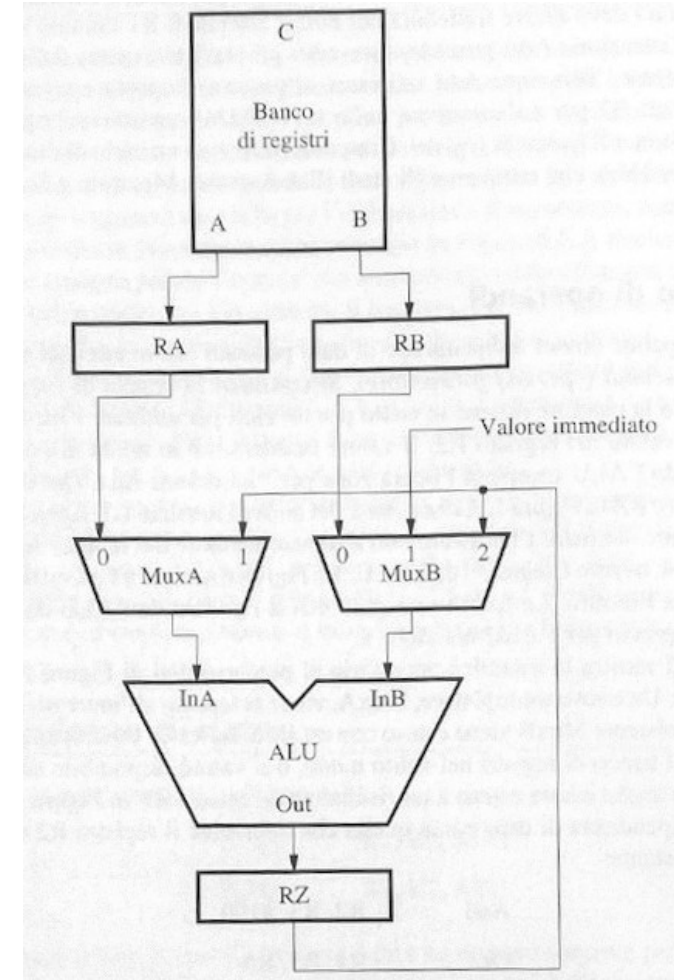 C
Banco
di registri
A
B
RA
RB
Valore immediato
0
1
MuxA
0
1
2
MuxB
InA
InB
ALU
Out
RZ